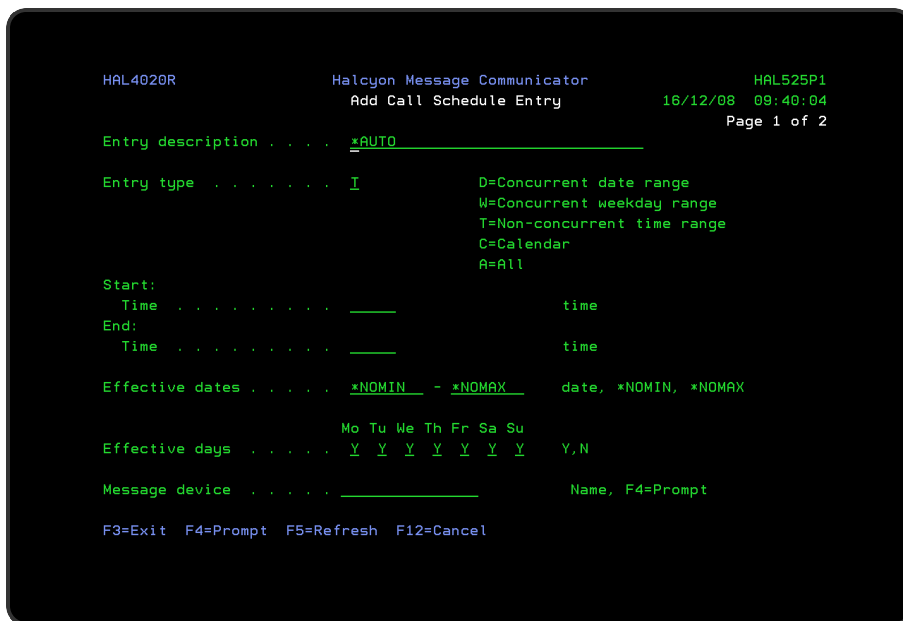 HAL4020R Halcyon Message Communicator HAL525P1
Add Call Schedule Entry 16/12/08 09:40:04
Page 1 of 2
Entry description . . . . *AUTO
Entry type . . . . . . . T D=Concurrent date range
W=Concurrent weekday range
T=Non-concurrent time range
C=Calendar
A=All
Start:
Time . . . . . . . . . time
End:
Time . . . . . . . . . time
Effective dates . . . . . *NOMIN - *NOMAX date, *NOMIN, *NOMAX
Mo Tu We Th Fr Sa Su
Effective days . . . . . Y Y Y Y Y Y Y Y,N
Message device . . . . . Name, F4=Prompt
F3=Exit F4=Prompt F5=Refresh F12=Cancel